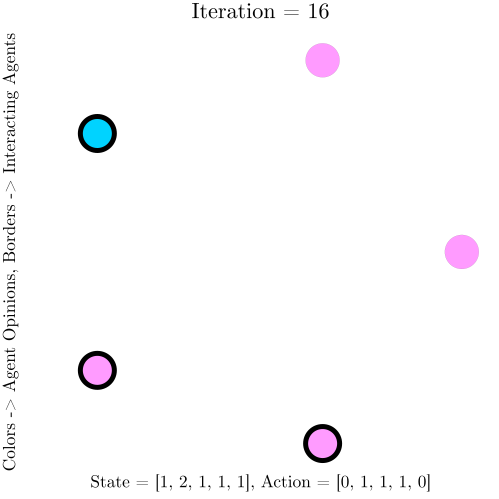 Iteration = 16
Colors -> Agent Opinions, Borders -> Interacting Agents
State = [1, 2, 1, 1, 1], Action = [0, 1, 1, 1, 0]